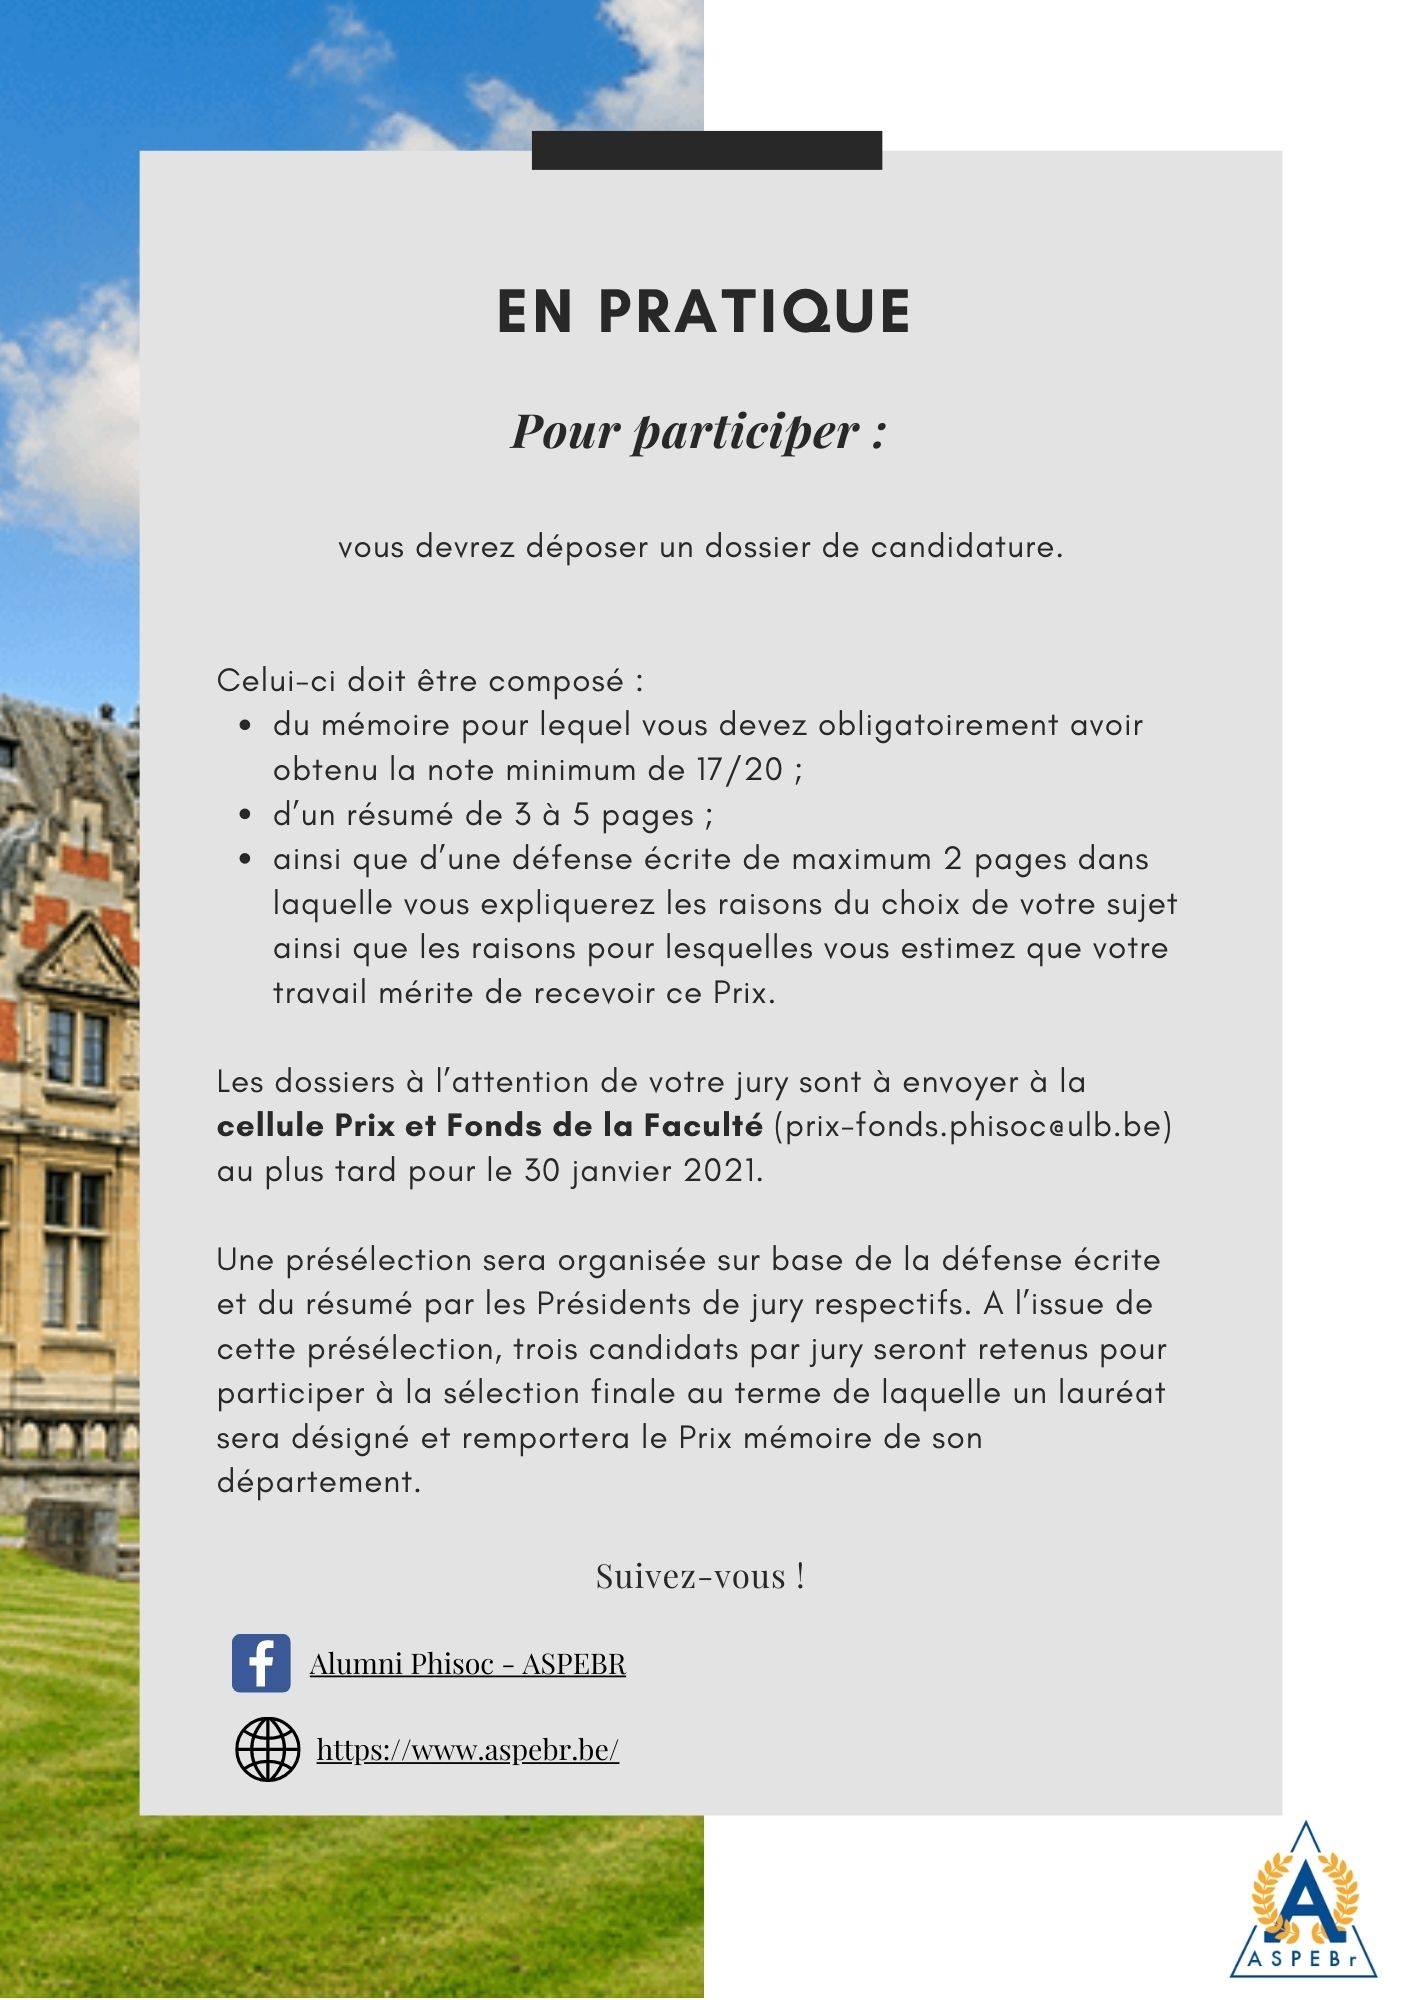 EN PRATIQUE
Pour participer :
vous devrez déposer un dossier de candidature.
Celui-ci doit être composé :
• du mémoire pour lequel vous devez obligatoirement avoir
obtenu la note minimum de 17/20 ;
• d'un résumé de 3 à 5 pages ;
• ainsi que d'une défense écrite de maximum 2 pages dans
laquelle vous expliquerez les raisons du choix de votre sujet
ainsi que les raisons pour lesquelles vous estimez que votre
travail mérite de recevoir ce Prix.
Les dossiers à l'attention de votre jury sont à envoyer à la
cellule Prix et Fonds de la Faculté (prix-fonds.phisoc@ulb.be)
au plus tard pour le 30 janvier 2021.
Une présélection sera organisée sur base de la défense écrite
et du résumé par les Présidents de jury respectifs. A l'issue de
cette présélection, trois candidats par jury seront retenus pour
participer à la sélection finale au terme de laquelle un lauréat
sera désigné et remportera le Prix mémoire de son
département.
Suivez-vous !
Alumni Phisoc - ASPEBR
https://www.aspebr.be/
A
ASPEBr